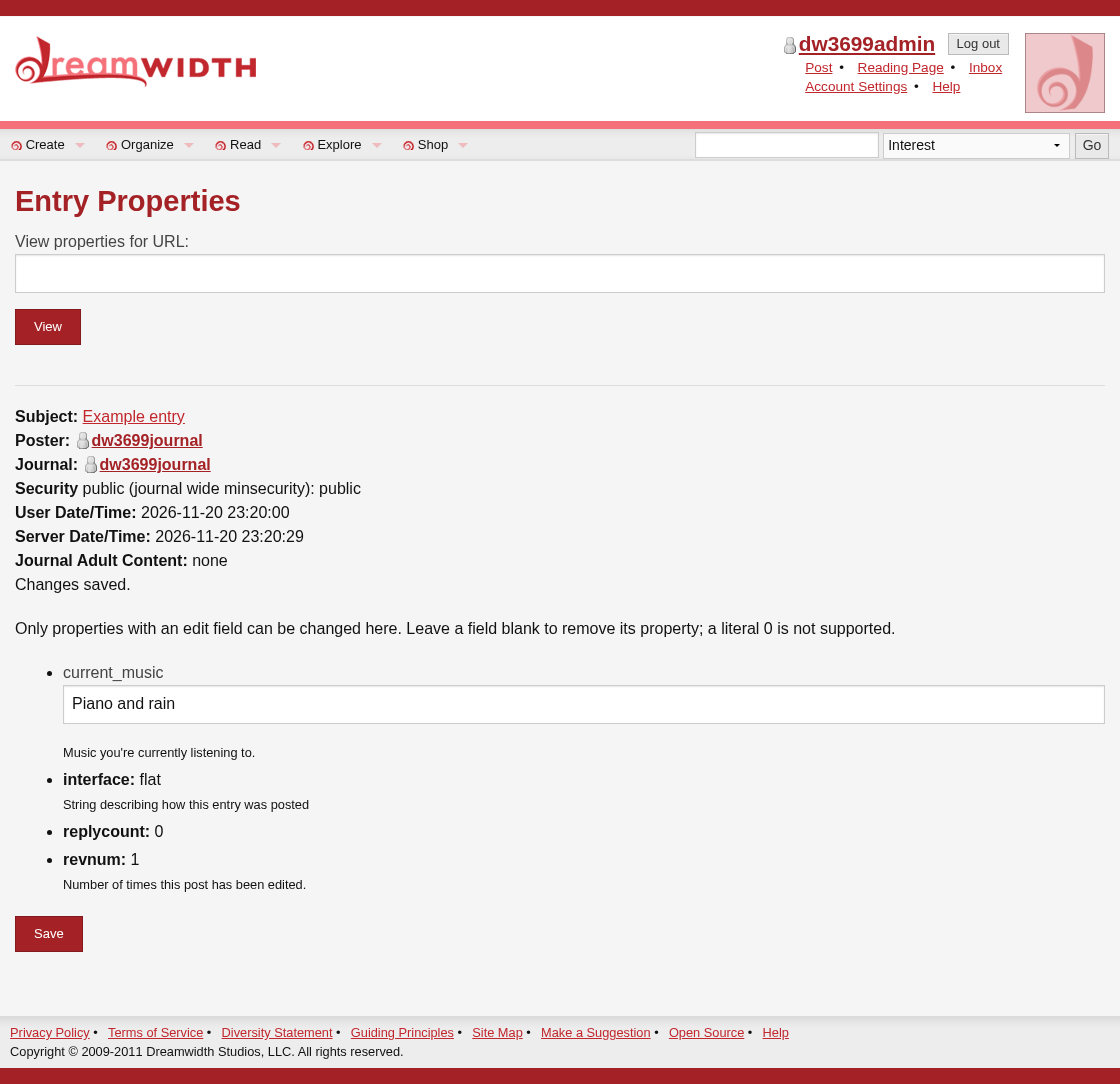 dreamWIDTH
dw3699admin Log out
Post • Reading Page • Inbox
Account Settings • Help
Create Organize Read Explore Shop Interest Go
Entry Properties
View properties for URL:
View
Subject: Example entry
Poster: dw3699journal
Journal: dw3699journal
Security public (journal wide minsecurity): public
User Date/Time: 2026-11-20 23:20:00
Server Date/Time: 2026-11-20 23:20:29
Journal Adult Content: none
Changes saved.
Only properties with an edit field can be changed here. Leave a field blank to remove its property; a literal 0 is not supported.
• current_music
Piano and rain
Music you're currently listening to.
• interface: flat
String describing how this entry was posted
• replycount: 0
• revnum: 1
Number of times this post has been edited.
Save
Privacy Policy • Terms of Service • Diversity Statement • Guiding Principles • Site Map • Make a Suggestion • Open Source • Help
Copyright © 2009-2011 Dreamwidth Studios, LLC. All rights reserved.